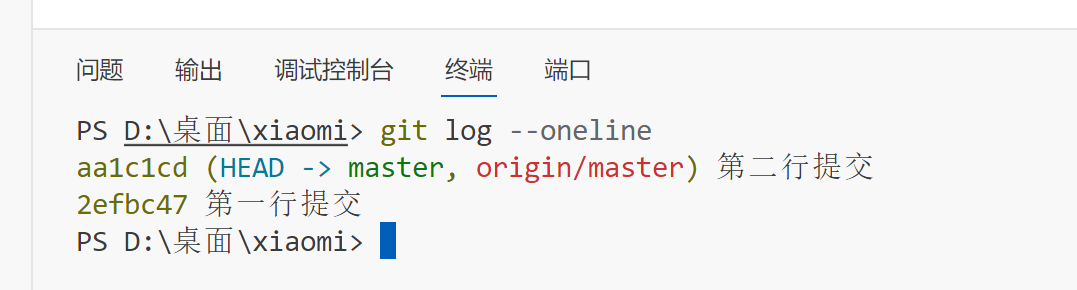 问题 输出 调试控制台 终端 端口
PS D:\桌面\xiaomi> git log --oneline
aa1c1cd (HEAD -> master, origin/master) 第二行提交
2efbc47 第一行提交
PS D:\桌面\xiaomi>